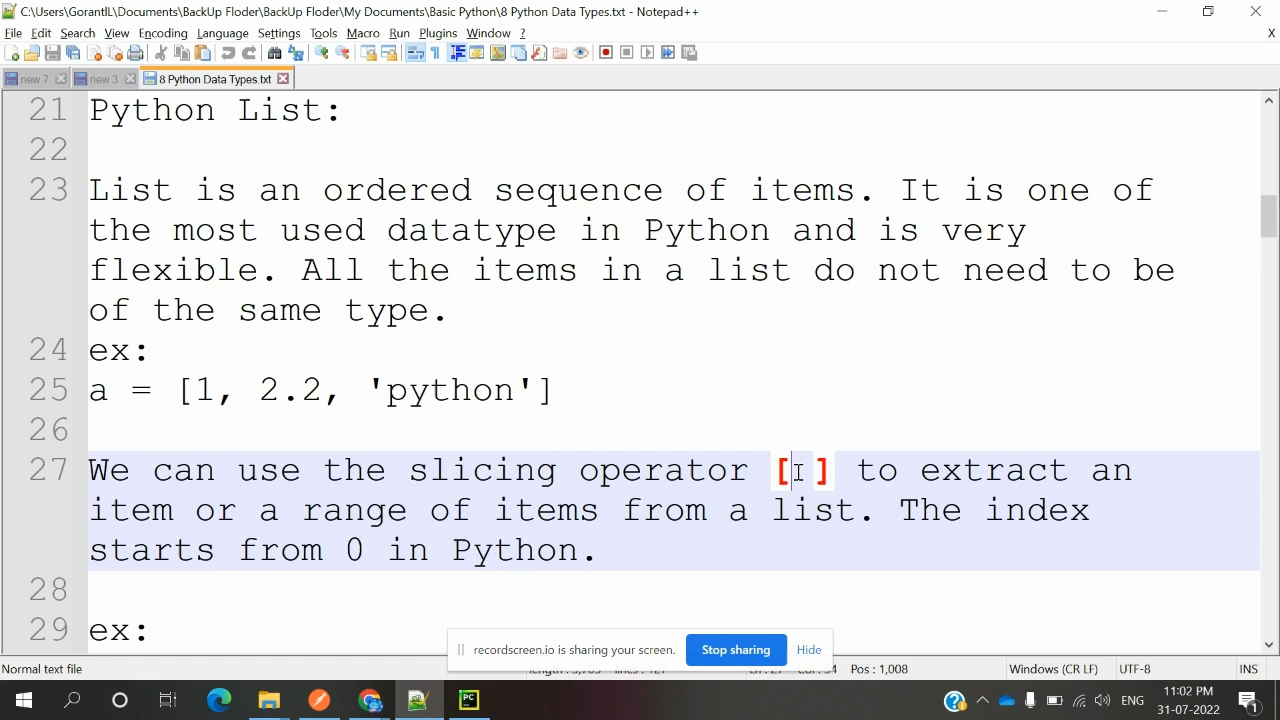 C:\Users\GorantlL\Documents\BackUp Floder\BackUp Floder\My Documents\Basic Python\8 Python Data Types.txt - Notepad++
File Edit Search View Encoding Language Settings Tools Macro Run Plugins Window ? X
new 7 new 3 8 Python Data Types.txt
21 Python List:
22
23 List is an ordered sequence of items. It is one of
the most used datatype in Python and is very
flexible. All the items in a list do not need to be
of the same type.
24 ex:
25 a = [1, 2.2, 'python']
26
27 We can use the slicing operator [ ] to extract an
item or a range of items from a list. The index
starts from 0 in Python.
28
29 ex:
recordscreen.io is sharing your screen. Stop sharing Hide
Normal text file Pos : 1,008 Windows (CR LF) UTF-8 INS
ENG 11:02 PM
31-07-2022